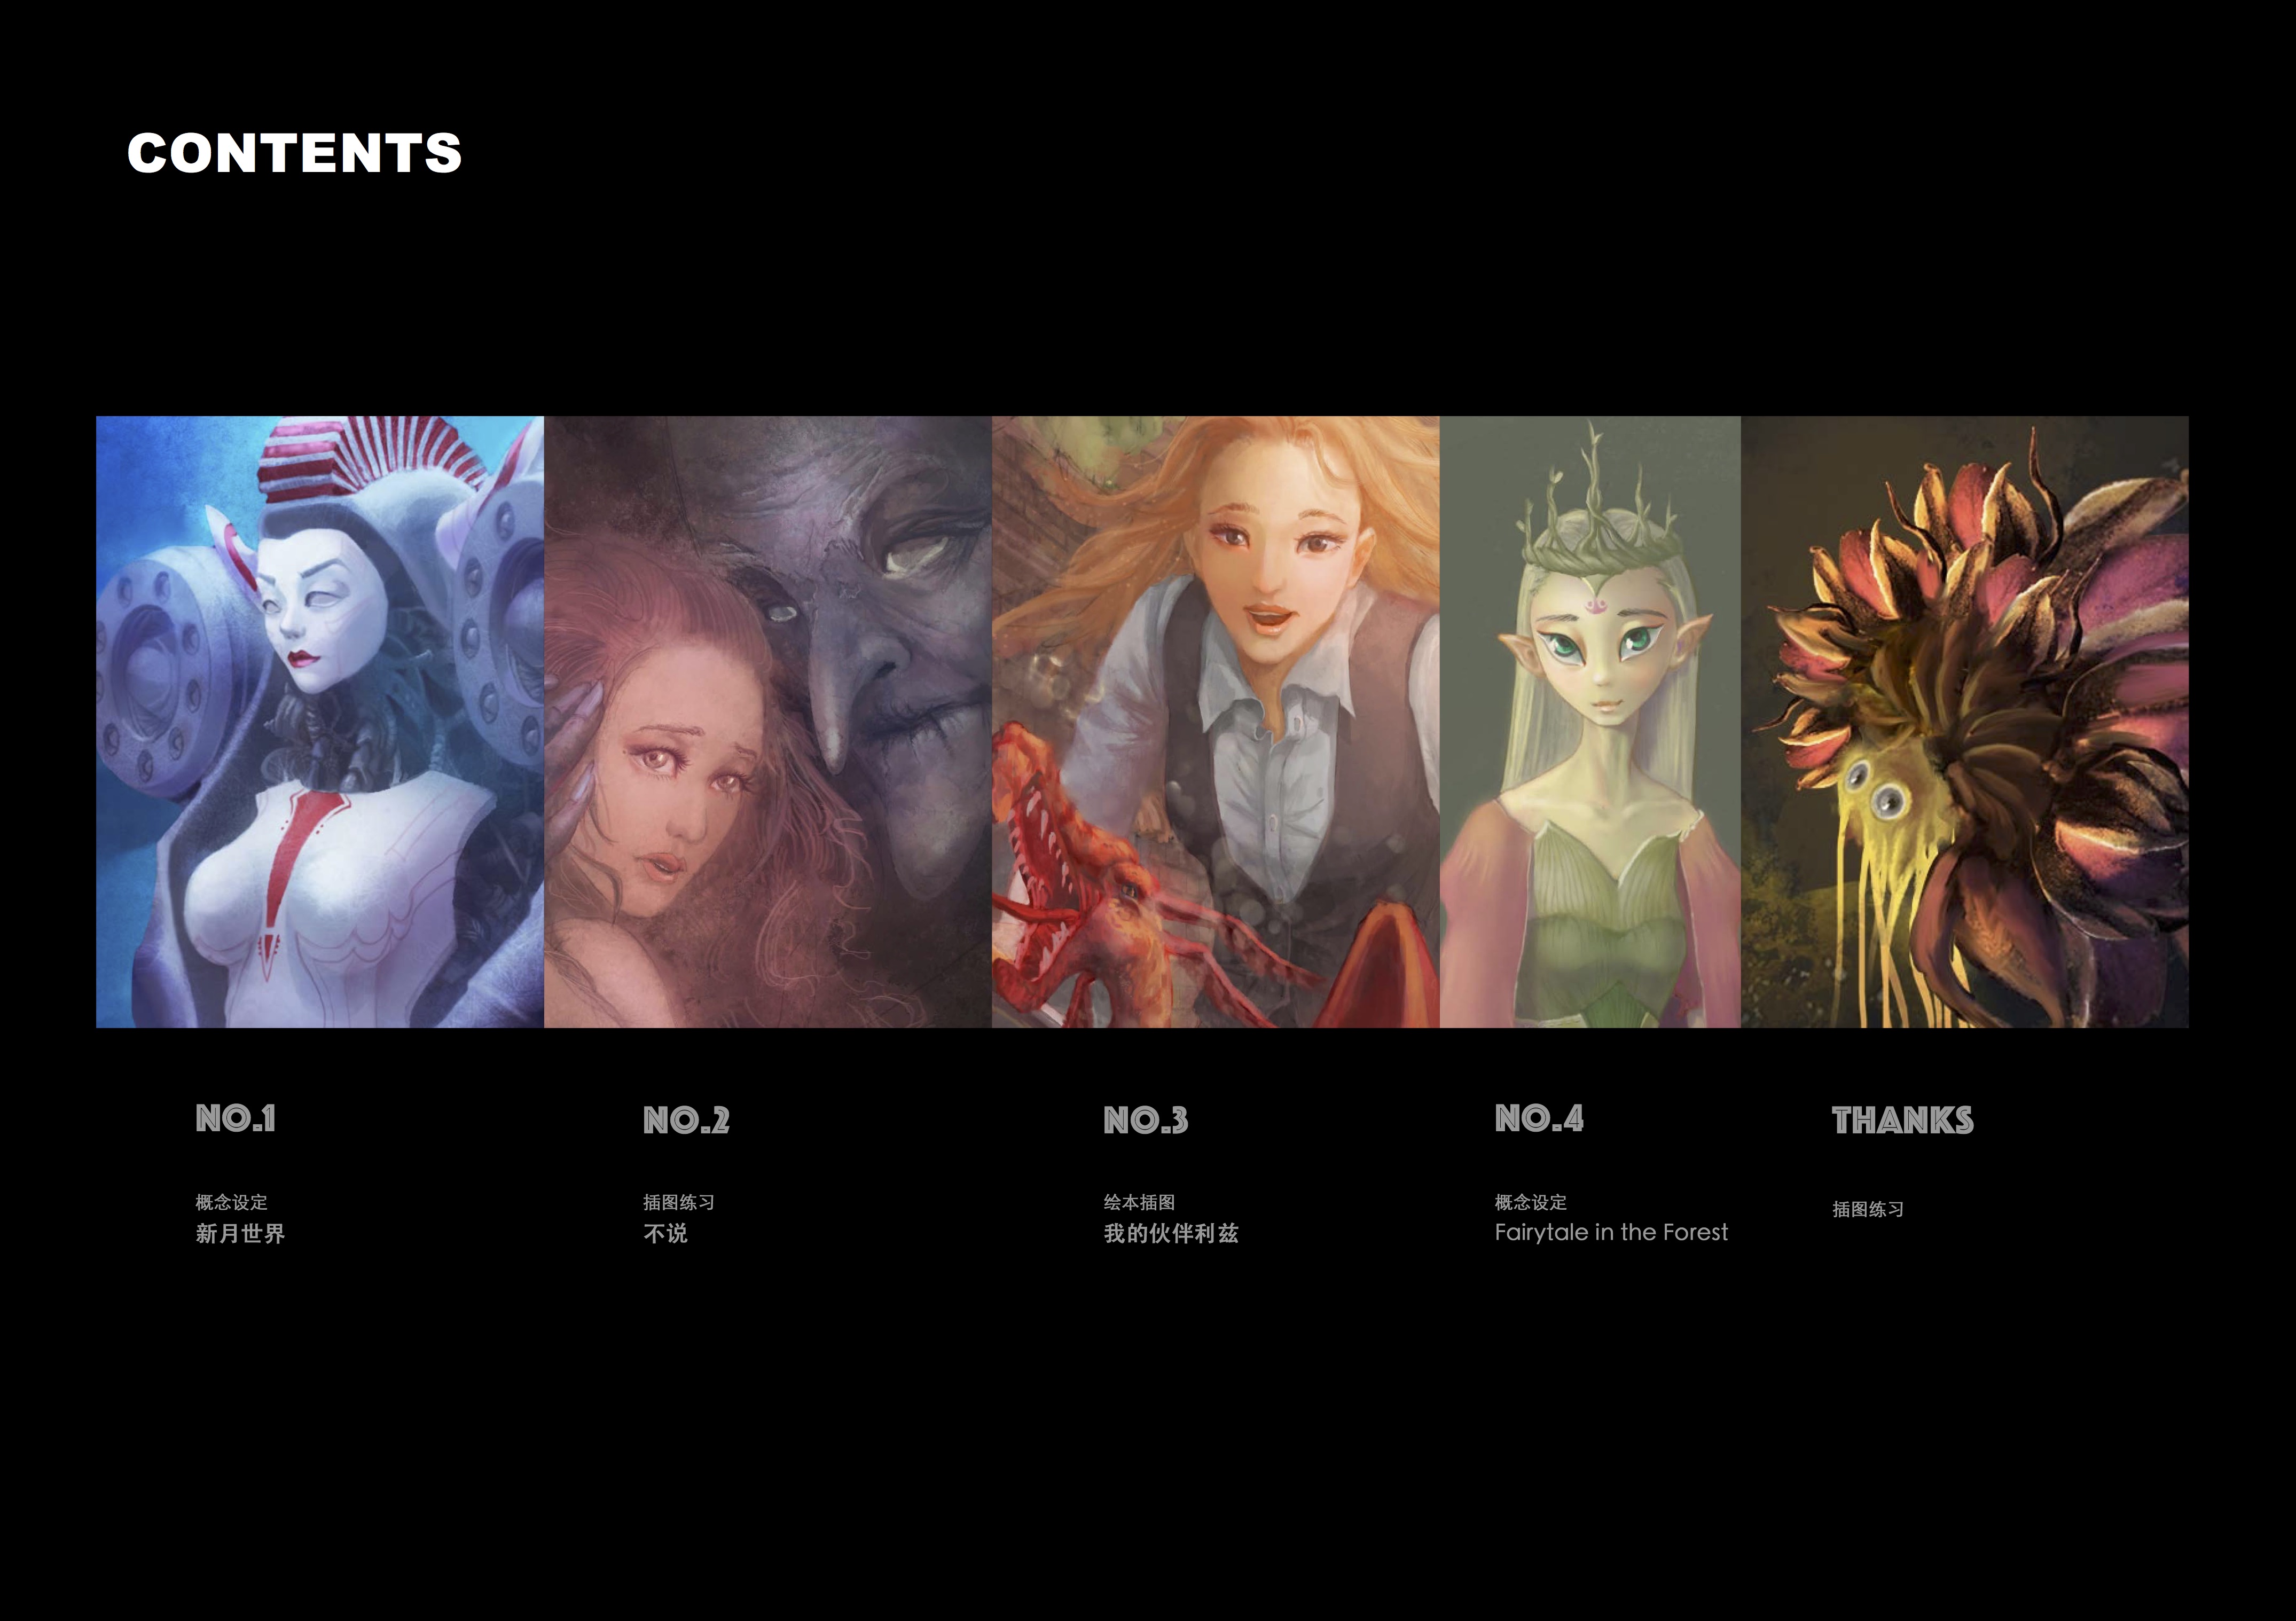 CONTENTS
NO.1
概念设定
新月世界
NO.2
插图练习
不说
NO.3
绘本插图
我的伙伴利兹
NO.4
概念设定
Fairytale in the Forest
THANKS
插图练习